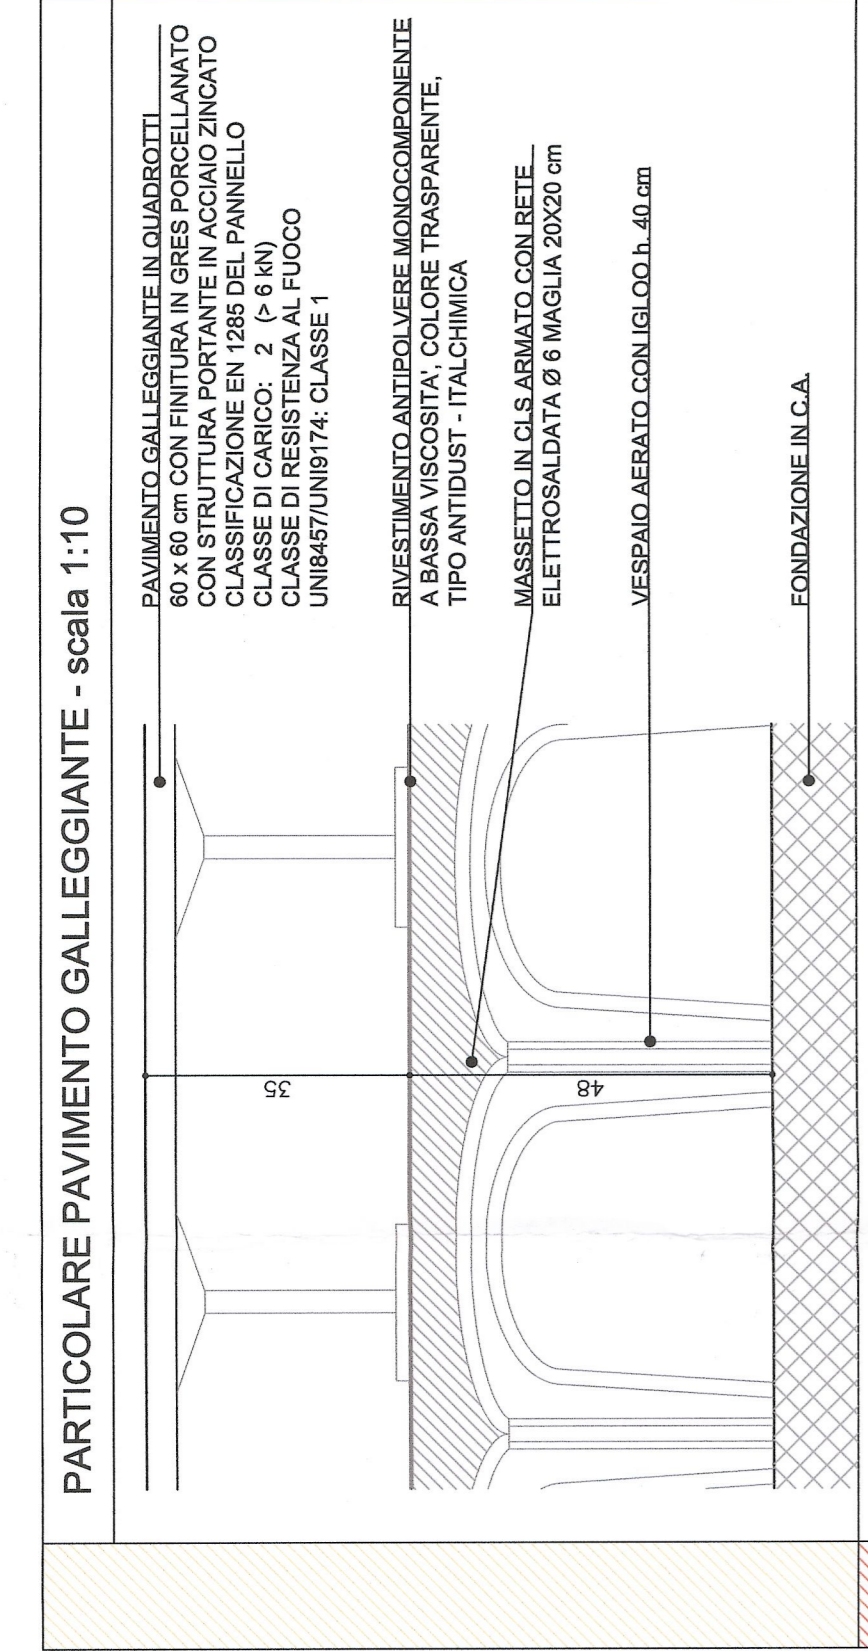 PARTICOLARE PAVIMENTO GALLEGGIANTE - scala 1:10
PAVIMENTO GALLEGGIANTE IN QUADROTTI
60 x 60 cm CON FINITURA IN GRES PORCELLANATO
CON STRUTTURA PORTANTE IN ACCIAIO ZINCATO
CLASSIFICAZIONE EN 1285 DEL PANNELLO
CLASSE DI CARICO: 2 (> 6 kN)
CLASSE DI RESISTENZA AL FUOCO
UNI8457/UNI9174: CLASSE 1
RIVESTIMENTO ANTIPOLVERE MONOCOMPONENTE
A BASSA VISCOSITA', COLORE TRASPARENTE,
TIPO ANTIDUST - ITALCHIMICA
MASSETTO IN CLS ARMATO CON RETE
ELETTROSALDATA Ø 6 MAGLIA 20X20 cm
VESPAIO AERATO CON IGLOO h. 40 cm
FONDAZIONE IN C.A.
35
48